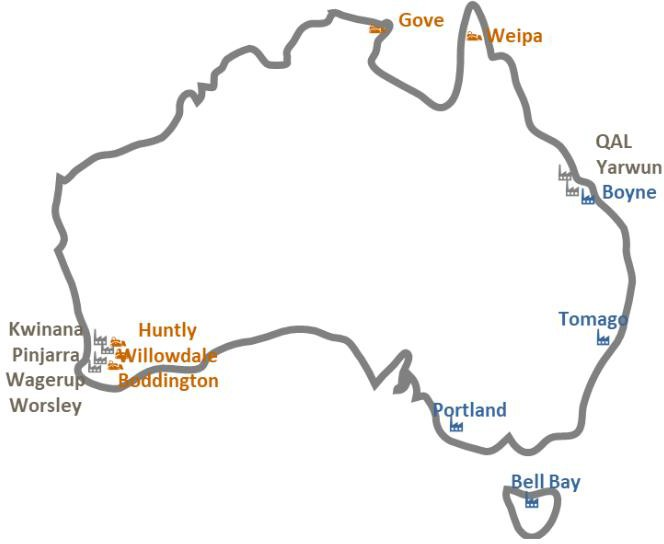 Gove
Weipa
QAL
Yarwun
Boyne
Kwinana
Huntly
Tomago
Pinjarra
Willowdale
Wagerup
Boddington
Worsley
Portland
Bell Bay